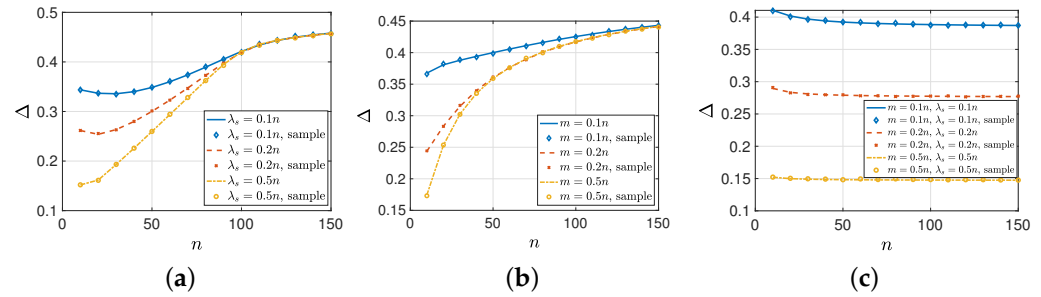 0.5
0.4
0.3
0.2
0.1
Δ
0 50 100 150
n
λₛ = 0.1n
λₛ = 0.1n, sample
λₛ = 0.2n
λₛ = 0.2n, sample
λₛ = 0.5n
λₛ = 0.5n, sample
(a)
0.45
0.4
0.35
0.3
0.25
0.2
0.15
Δ
0 50 100 150
n
m = 0.1n
m = 0.1n, sample
m = 0.2n
m = 0.2n, sample
m = 0.5n
m = 0.5n, sample
(b)
0.4
0.35
0.3
0.25
0.2
0.15
0.1
Δ
0 50 100 150
n
m = 0.1n, λₛ = 0.1n
m = 0.1n, λₛ = 0.1n, sample
m = 0.2n, λₛ = 0.2n
m = 0.2n, λₛ = 0.2n, sample
m = 0.5n, λₛ = 0.5n
m = 0.5n, λₛ = 0.5n, sample
(c)